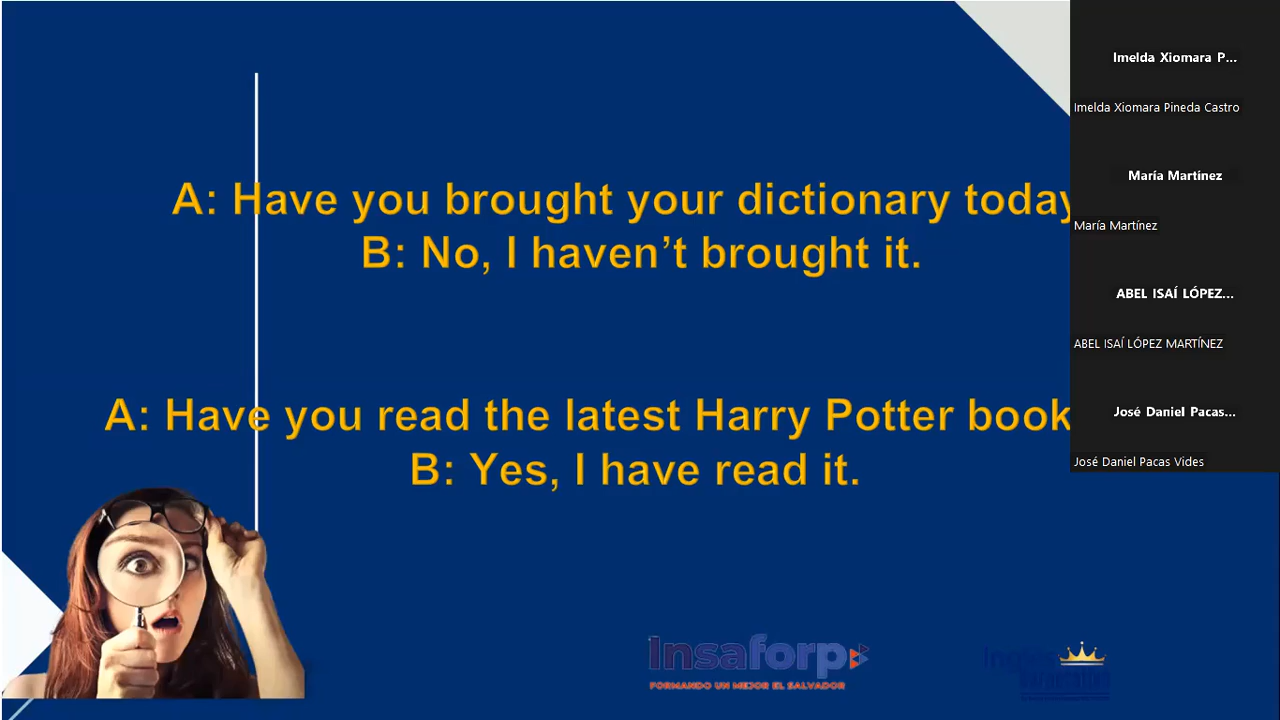 A: Have you brought your dictionary today
B: No, I haven't brought it.
A: Have you read the latest Harry Potter book
B: Yes, I have read it.
Insaforp
FORMANDO UN MEJOR EL SALVADOR
Imelda Xiomara P...
Imelda Xiomara Pineda Castro
María Martínez
María Martínez
ABEL ISAÍ LÓPEZ...
ABEL ISAÍ LÓPEZ MARTÍNEZ
José Daniel Pacas...
José Daniel Pacas Vides